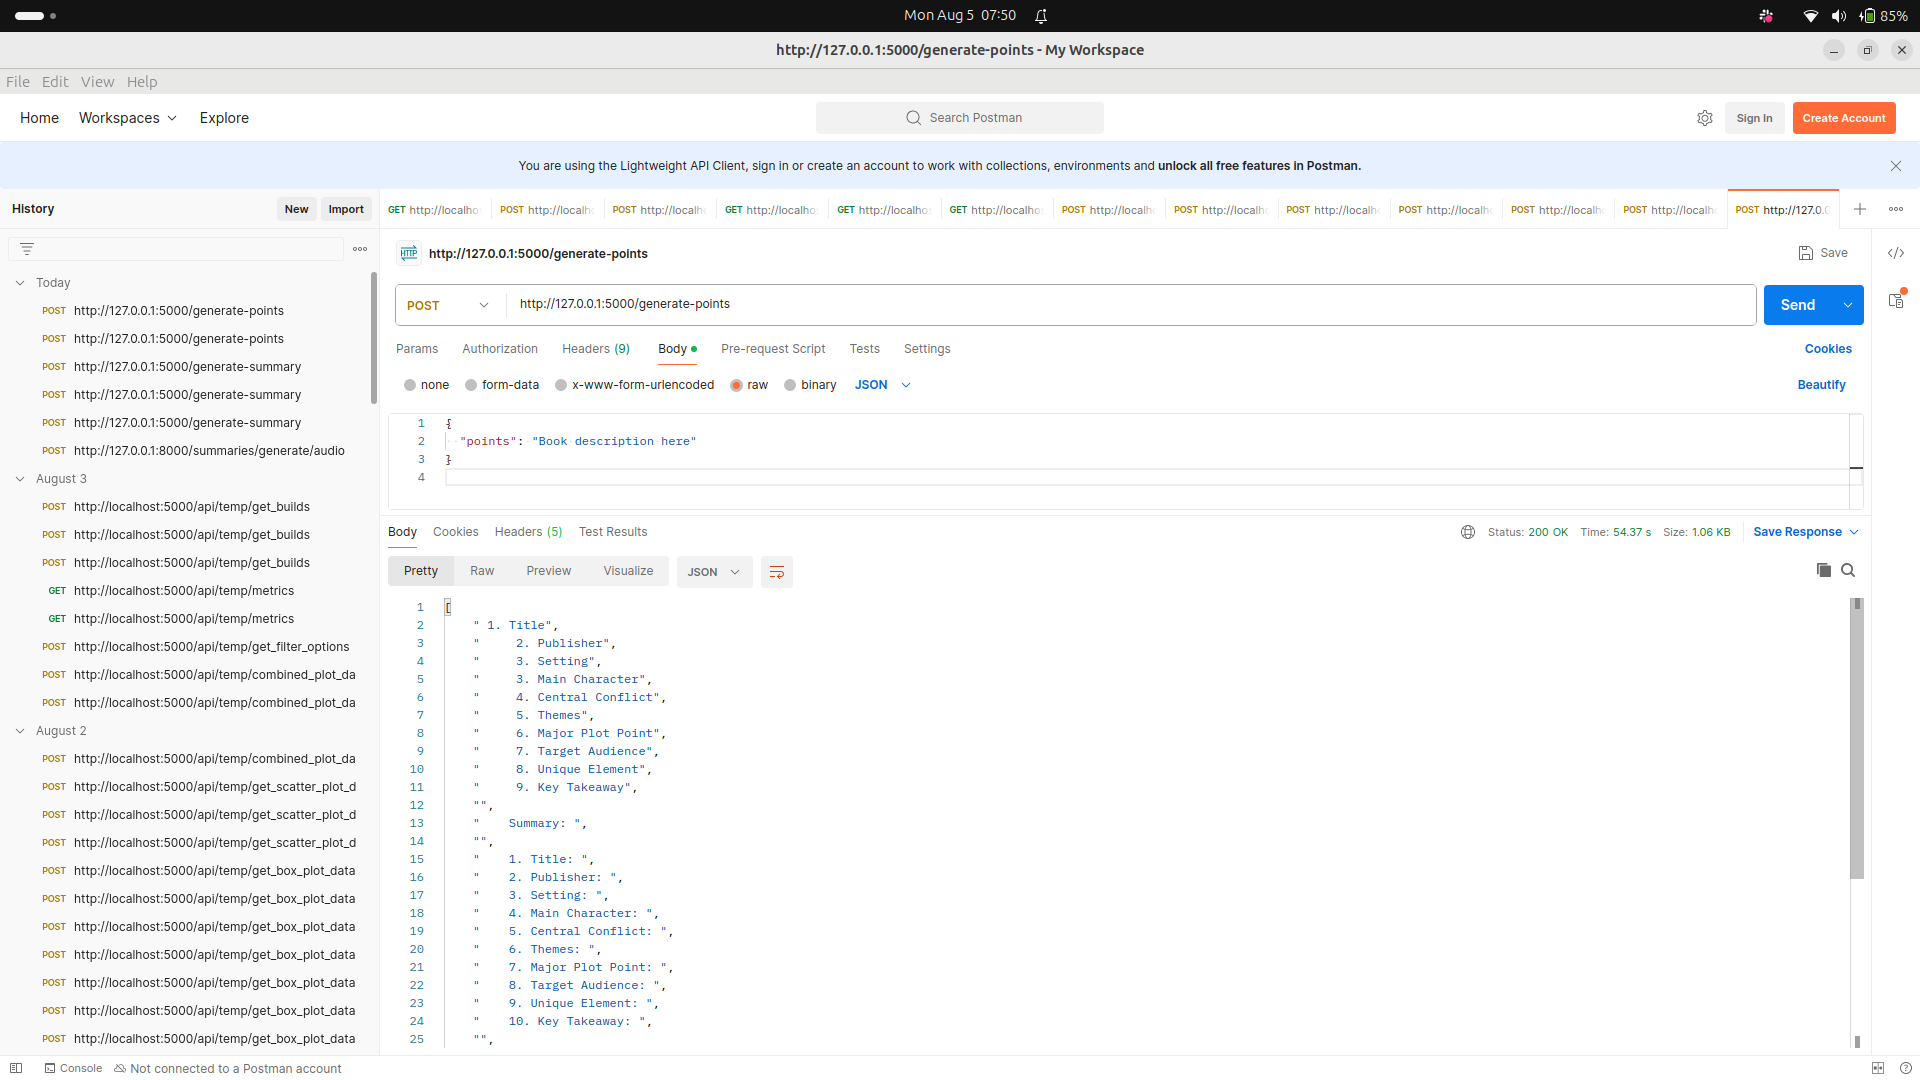 Mon Aug 5 07:50
85%
http://127.0.0.1:5000/generate-points - My Workspace
File Edit View Help
Home Workspaces Explore
Search Postman
Sign In
Create Account
You are using the Lightweight API Client, sign in or create an account to work with collections, environments and unlock all free features in Postman.
History
New
Import
GET http://localho
POST http://localh
POST http://localh
GET http://localho
GET http://localho
GET http://localho
POST http://localh
POST http://localh
POST http://localh
POST http://localh
POST http://localh
POST http://localh
POST http://127.0.
Today
POST http://127.0.0.1:5000/generate-points
POST http://127.0.0.1:5000/generate-points
POST http://127.0.0.1:5000/generate-summary
POST http://127.0.0.1:5000/generate-summary
POST http://127.0.0.1:5000/generate-summary
POST http://127.0.0.1:8000/summaries/generate/audio
August 3
POST http://localhost:5000/api/temp/get_builds
POST http://localhost:5000/api/temp/get_builds
POST http://localhost:5000/api/temp/get_builds
GET http://localhost:5000/api/temp/metrics
GET http://localhost:5000/api/temp/metrics
POST http://localhost:5000/api/temp/get_filter_options
POST http://localhost:5000/api/temp/combined_plot_da
POST http://localhost:5000/api/temp/combined_plot_da
August 2
POST http://localhost:5000/api/temp/combined_plot_da
POST http://localhost:5000/api/temp/get_scatter_plot_d
POST http://localhost:5000/api/temp/get_scatter_plot_d
POST http://localhost:5000/api/temp/get_scatter_plot_d
POST http://localhost:5000/api/temp/get_box_plot_data
POST http://localhost:5000/api/temp/get_box_plot_data
POST http://localhost:5000/api/temp/get_box_plot_data
POST http://localhost:5000/api/temp/get_box_plot_data
POST http://localhost:5000/api/temp/get_box_plot_data
POST http://localhost:5000/api/temp/get_box_plot_data
POST http://localhost:5000/api/temp/get_box_plot_data
HTTP http://127.0.0.1:5000/generate-points
Save
POST http://127.0.0.1:5000/generate-points
Send
Params Authorization Headers (9) Body Pre-request Script Tests Settings
Cookies
none form-data x-www-form-urlencoded raw binary JSON
Beautify
1 {
2 "points": "Book description here"
3 }
4
Body Cookies Headers (5) Test Results
Status: 200 OK Time: 54.37 s Size: 1.06 KB
Save Response
Pretty Raw Preview Visualize JSON
1 [
2 " 1. Title",
3 " 2. Publisher",
4 " 3. Setting",
5 " 3. Main Character",
6 " 4. Central Conflict",
7 " 5. Themes",
8 " 6. Major Plot Point",
9 " 7. Target Audience",
10 " 8. Unique Element",
11 " 9. Key Takeaway",
12 "",
13 " Summary: ",
14 "",
15 " 1. Title: ",
16 " 2. Publisher: ",
17 " 3. Setting: ",
18 " 4. Main Character: ",
19 " 5. Central Conflict: ",
20 " 6. Themes: ",
21 " 7. Major Plot Point: ",
22 " 8. Target Audience: ",
23 " 9. Unique Element: ",
24 " 10. Key Takeaway: ",
25 "",
Console Not connected to a Postman account